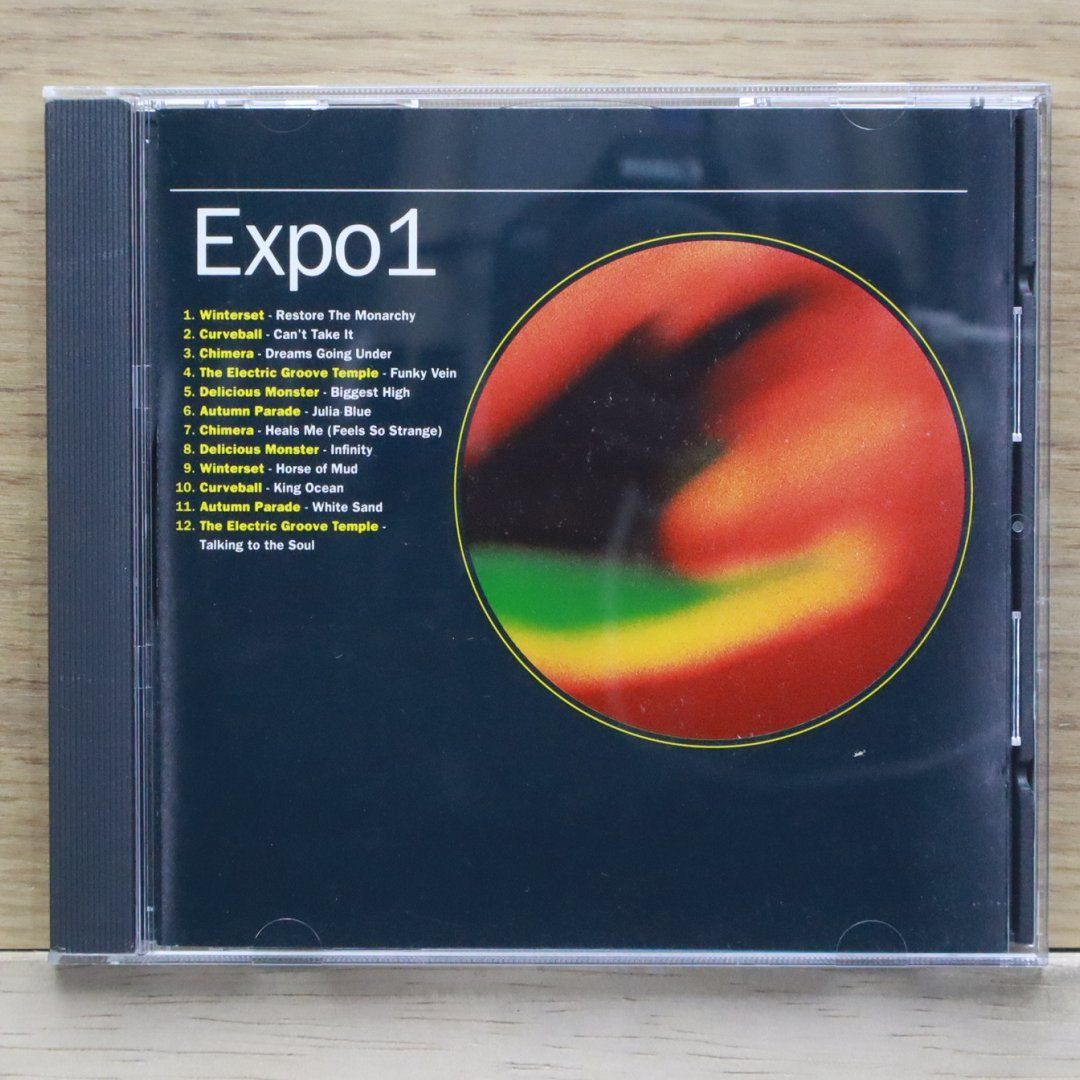 Expo1
1. Winterset - Restore The Monarchy
2. Curveball - Can't Take It
3. Chimera - Dreams Going Under
4. The Electric Groove Temple - Funky Vein
5. Delicious Monster - Biggest High
6. Autumn Parade - Julia Blue
7. Chimera - Heals Me (Feels So Strange)
8. Delicious Monster - Infinity
9. Winterset - Horse of Mud
10. Curveball - King Ocean
11. Autumn Parade - White Sand
12. The Electric Groove Temple -
Talking to the Soul